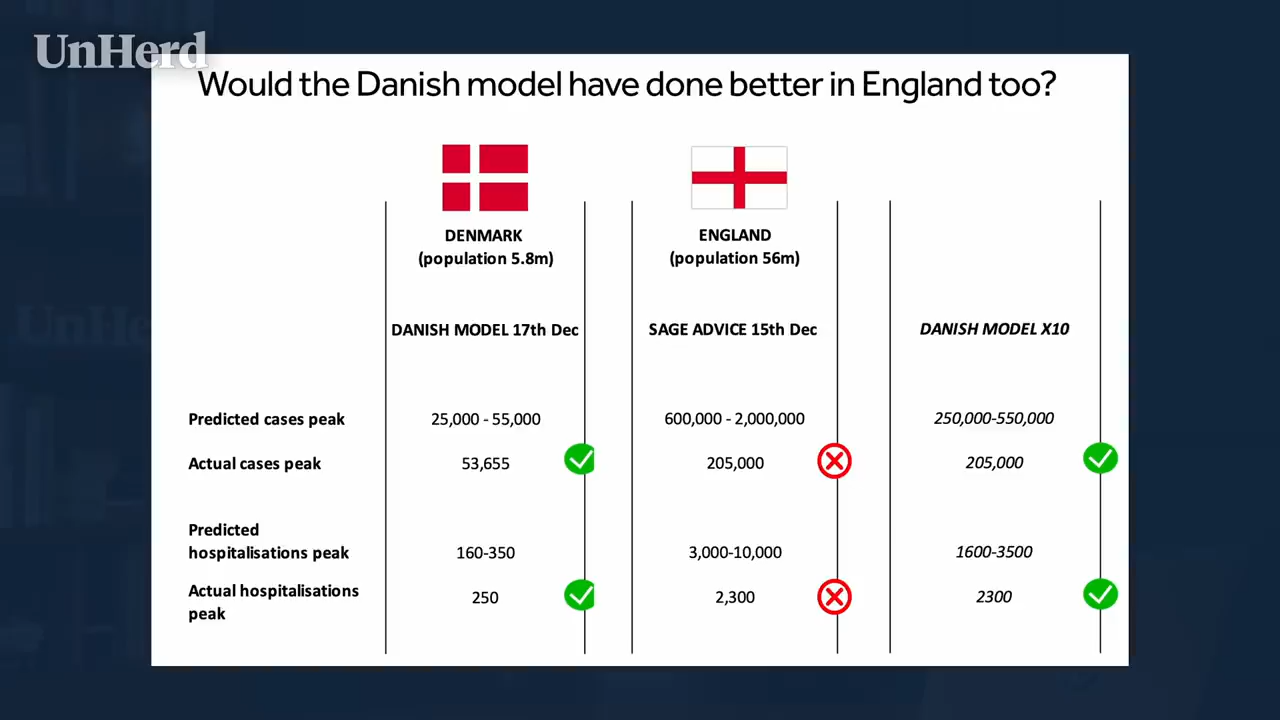 UnHerd
Would the Danish model have done better in England too?
DENMARK
(population 5.8m)
ENGLAND
(population 56m)
UnHerd
DANISH MODEL 17th Dec
SAGE ADVICE 15th Dec
DANISH MODEL X10
Predicted cases peak
25,000 - 55,000
600,000 - 2,000,000
250,000-550,000
Actual cases peak
53,655
205,000
205,000
Predicted
hospitalisations peak
160-350
3,000-10,000
1600-3500
Actual hospitalisations
peak
250
2,300
2300